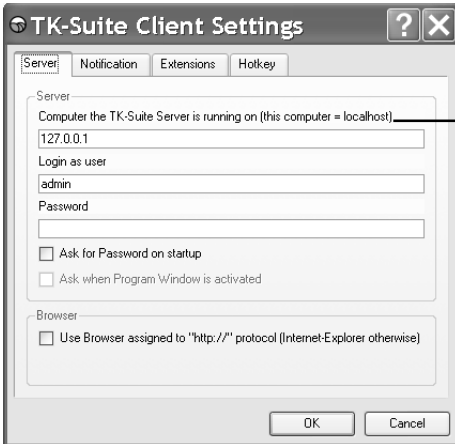 TK-Suite Client Settings
Server Notification Extensions Hotkey
Server
Computer the TK-Suite Server is running on (this computer = localhost)
127.0.0.1
Login as user
admin
Password
Ask for Password on startup
Ask when Program Window is activated
Browser
Use Browser assigned to "http://" protocol (Internet-Explorer otherwise)
OK Cancel